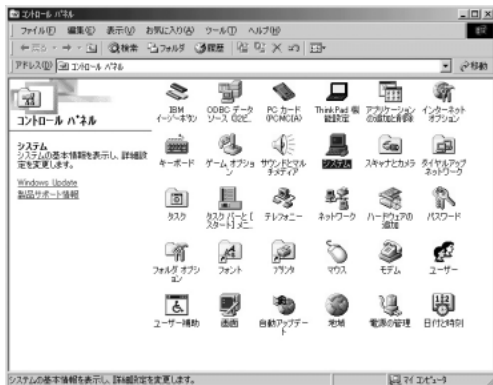 コントロール パネル
ファイル(F) 編集(E) 表示(V) お気に入り(A) ツール(T) ヘルプ(H)
戻る 検索 フォルダ 履歴
アドレス(D) コントロール パネル 移動
コントロール パネル
システム
システムの基本情報を表示し、詳細設
定を変更します。
Windows Update
製品サポート情報
IBM
イージーボタン
ODBC データ
ソース (32ビ...
PC カード
(PCMCIA)
ThinkPad 機
能設定
アプリケーション
の追加と削除
インターネット
オプション
キーボード
ゲーム オプショ
ン
サウンドとマル
チメディア
システム
スキャナとカメラ
ダイヤルアップ
ネットワーク
タスク
タスク バーと [
スタート] メニ...
テレフォニー
ネットワーク
ハードウェアの
追加
パスワード
フォルダ オプシ
ョン
フォント
プリンタ
マウス
モデム
ユーザー
ユーザー補助
画面
自動アップデー
ト
地域
電源の管理
日付と時刻
システムの基本情報を表示し、詳細設定を変更します。
マイ コンピュータ